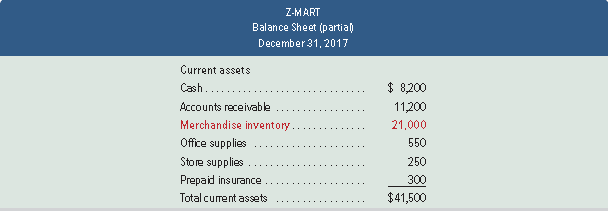 Z-MART
Balance Sheet (partial)
December 31, 2017
Current assets
Cash.............................. $ 8,200
Accounts receivable ................. 11,200
Merchandise inventory.............. 21,000
Office supplies ..................... 550
Store supplies ...................... 250
Prepaid insurance ................... 300
Total current assets ................. $41,500